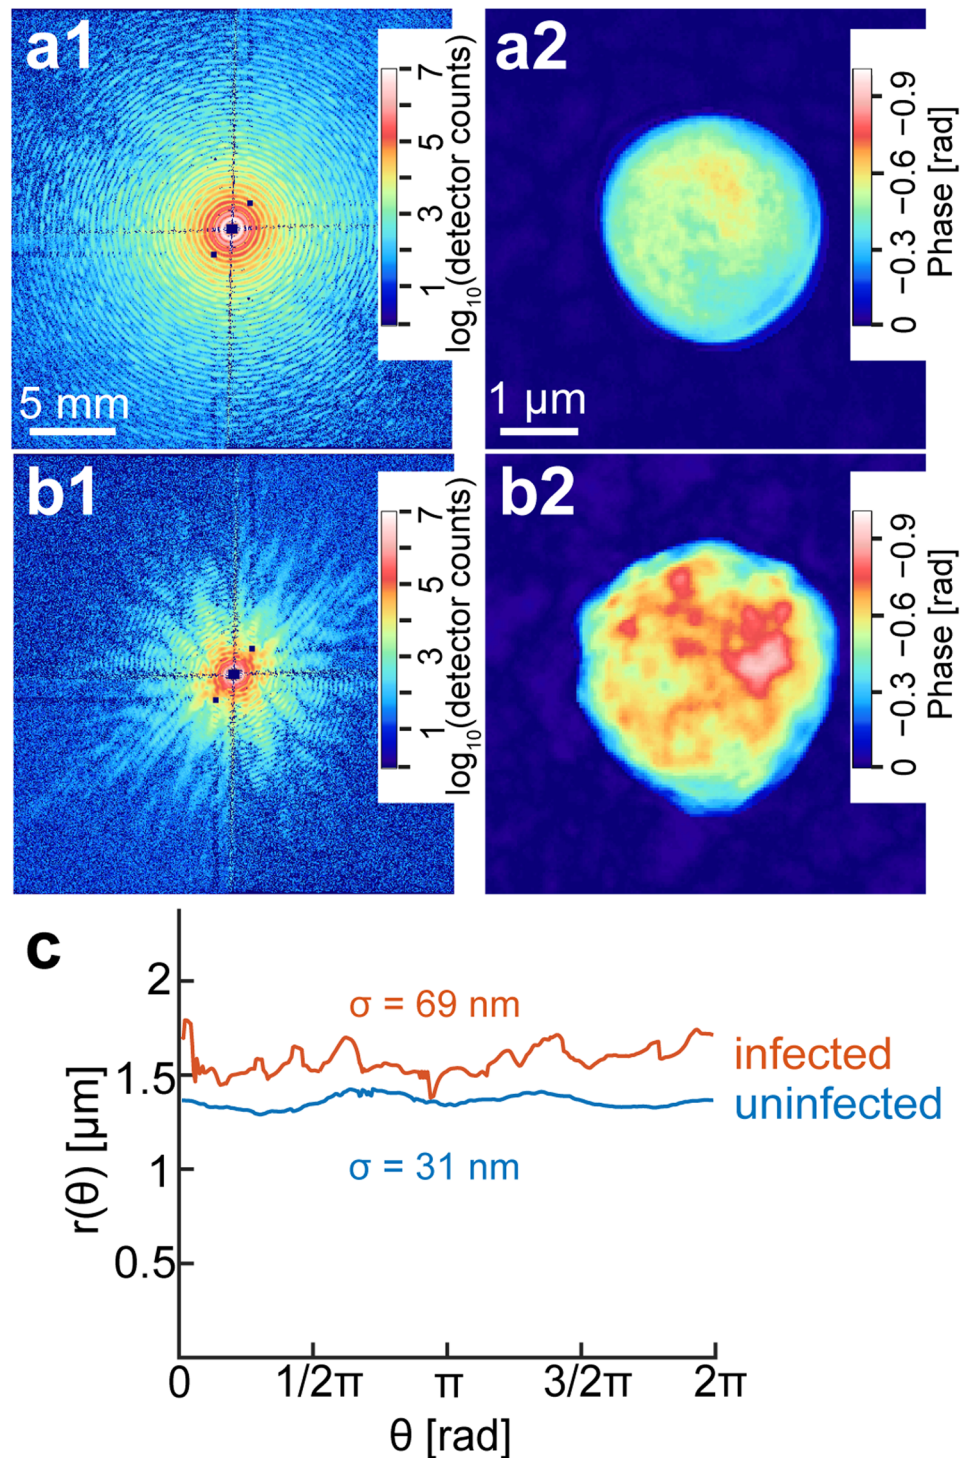 a1
7
5
3
1
log10(detector counts)
5 mm
a2
−0.9
−0.6
−0.3
0
Phase [rad]
1 µm
b1
7
5
3
1
log10(detector counts)
b2
−0.9
−0.6
−0.3
0
Phase [rad]
c
2
1.5
1
0.5
r(θ) [µm]
σ = 69 nm
infected
uninfected
σ = 31 nm
0 1/2π π 3/2π 2π
θ [rad]